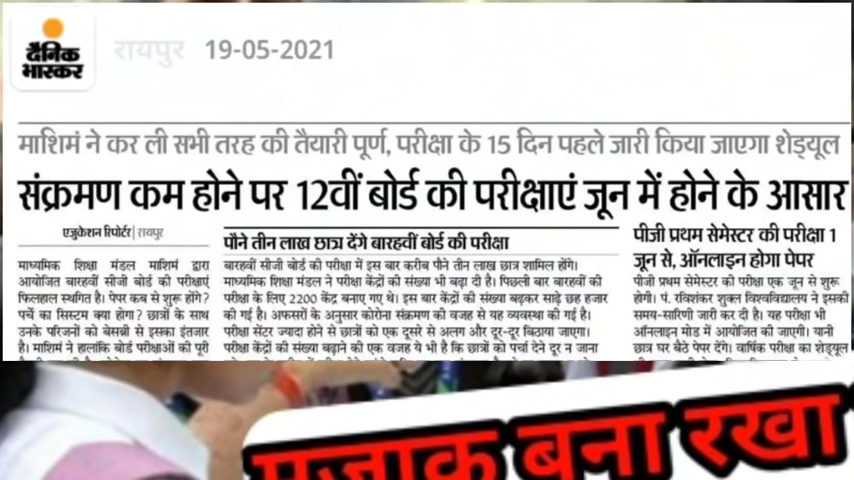 दैनिक
भास्कर
रायपुर 19-05-2021
माशिमं ने कर ली सभी तरह की तैयारी पूर्ण, परीक्षा के 15 दिन पहले जारी किया जाएगा शेड्यूल
संक्रमण कम होने पर 12वीं बोर्ड की परीक्षाएं जून में होने के आसार
एजुकेशन रिपोर्टर | रायपुर
माध्यमिक शिक्षा मंडल माशिमं द्वारा
आयोजित बारहवीं सीजी बोर्ड की परीक्षाएं
फिलहाल स्थगित है। पेपर कब से शुरू होंगे?
पर्चे का सिस्टम क्या होगा? छात्रों के साथ
उनके परिजनों को बेसब्री से इसका इंतजार
है। माशिमं ने हालांकि बोर्ड परीक्षाओं की पूरी
पौने तीन लाख छात्र देंगे बारहवीं बोर्ड की परीक्षा
बारहवीं सीजी बोर्ड की परीक्षा में इस बार करीब पौने तीन लाख छात्र शामिल होंगे।
माध्यमिक शिक्षा मंडल ने परीक्षा केंद्रों की संख्या भी बढ़ा दी है। पिछली बार बारहवीं की
परीक्षा के लिए 2200 केंद्र बनाए गए थे। इस बार केंद्रों की संख्या बढ़कर साढ़े छह हजार
की गई है। अफसरों के अनुसार कोरोना संक्रमण की वजह से यह व्यवस्था की गई है।
परीक्षा सेंटर ज्यादा होने से छात्रों को एक दूसरे से अलग और दूर-दूर बिठाया जाएगा।
परीक्षा केंद्रों की संख्या बढ़ाने की एक वजह ये भी है कि छात्रों को पर्चा देने दूर न जाना
पीजी प्रथम सेमेस्टर की परीक्षा 1
जून से, ऑनलाइन होगा पेपर
पीजी प्रथम सेमेस्टर की परीक्षा एक जून से शुरू
होगी। पं. रविशंकर शुक्ल विश्वविद्यालय ने इसकी
समय-सारिणी जारी कर दी है। यह परीक्षा भी
ऑनलाइन मोड में आयोजित की जाएगी। यानी
छात्र घर बैठे पेपर देंगे। वार्षिक परीक्षा का शेड्यूल
मजाक बना रखा